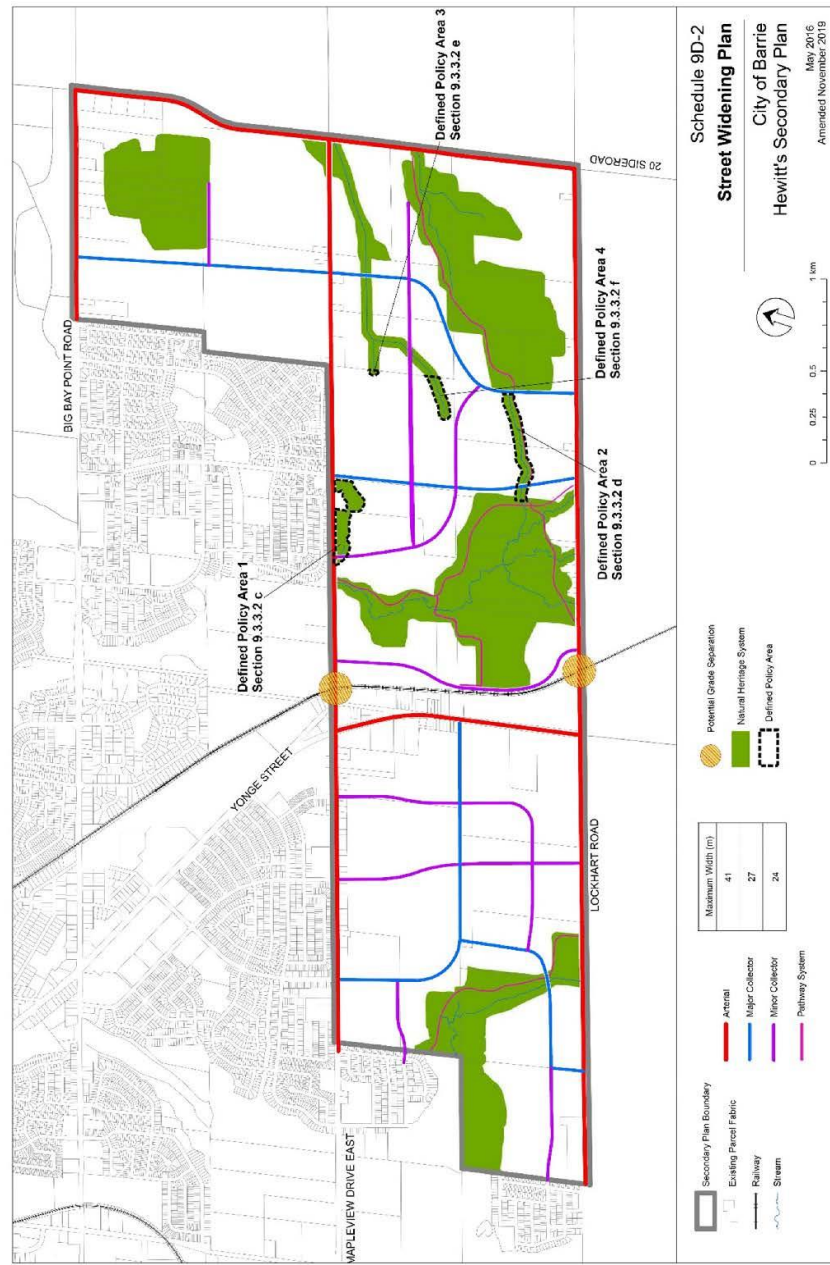 Schedule 9D-2
Street Widening Plan
City of Barrie
Hewitt's Secondary Plan
May 2016
Amended November 2019
BIG BAY POINT ROAD
Defined Policy Area 3
Section 9.3.3.2 e
20 SIDEROAD
Defined Policy Area 4
Section 9.3.3.2 f
Defined Policy Area 1
Section 9.3.3.2 c
Defined Policy Area 2
Section 9.3.3.2 d
YONGE STREET
LOCKHART ROAD
MAPLEVIEW DRIVE EAST
Secondary Plan Boundary
Existing Parcel Fabric
Railway
Stream
Arterial
Major Collector
Minor Collector
Pathway System
Maximum Width (m)
41
27
24
Potential Grade Separation
Natural Heritage System
Defined Policy Area
0 0.25 0.5 1 km